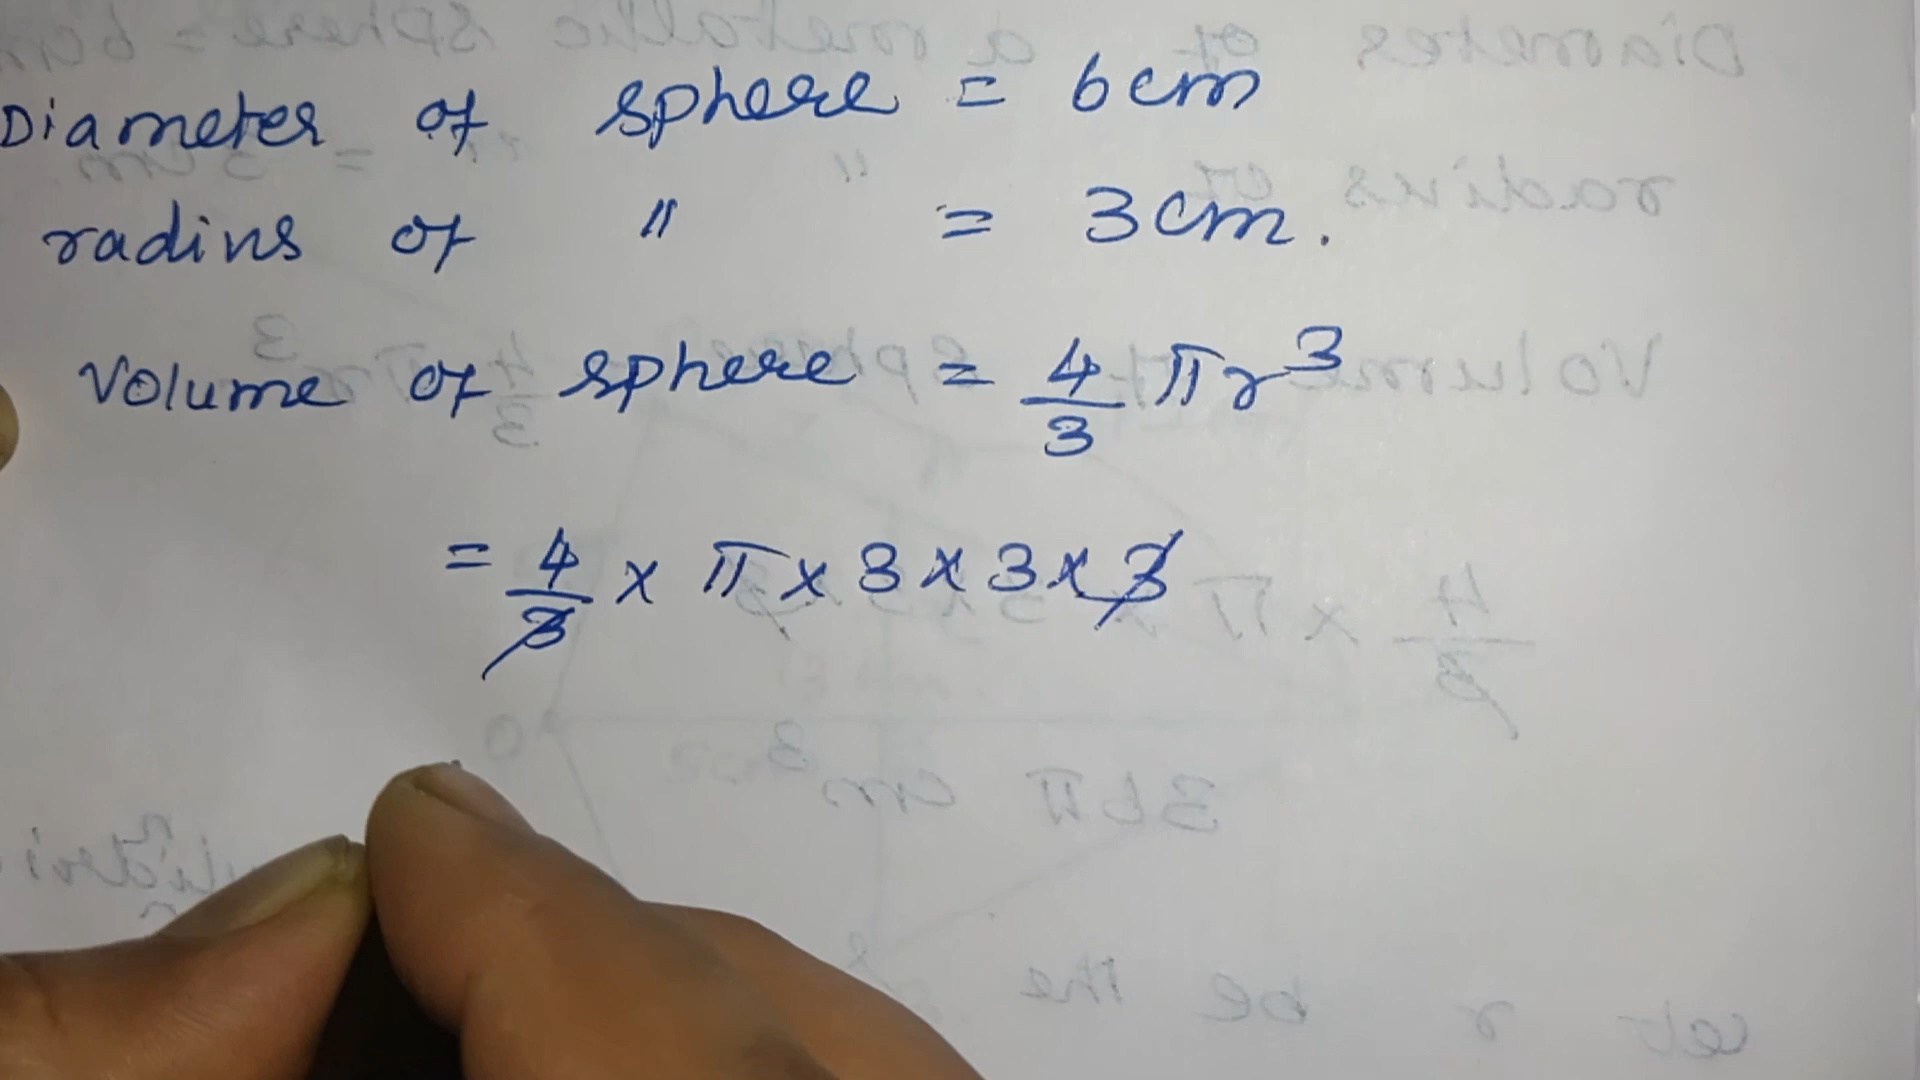 Diameter of sphere = 6cm
radius of " = 3cm.
Volume of sphere = 4/3 πr³
= 4/3 × π × 3 × 3 × 3